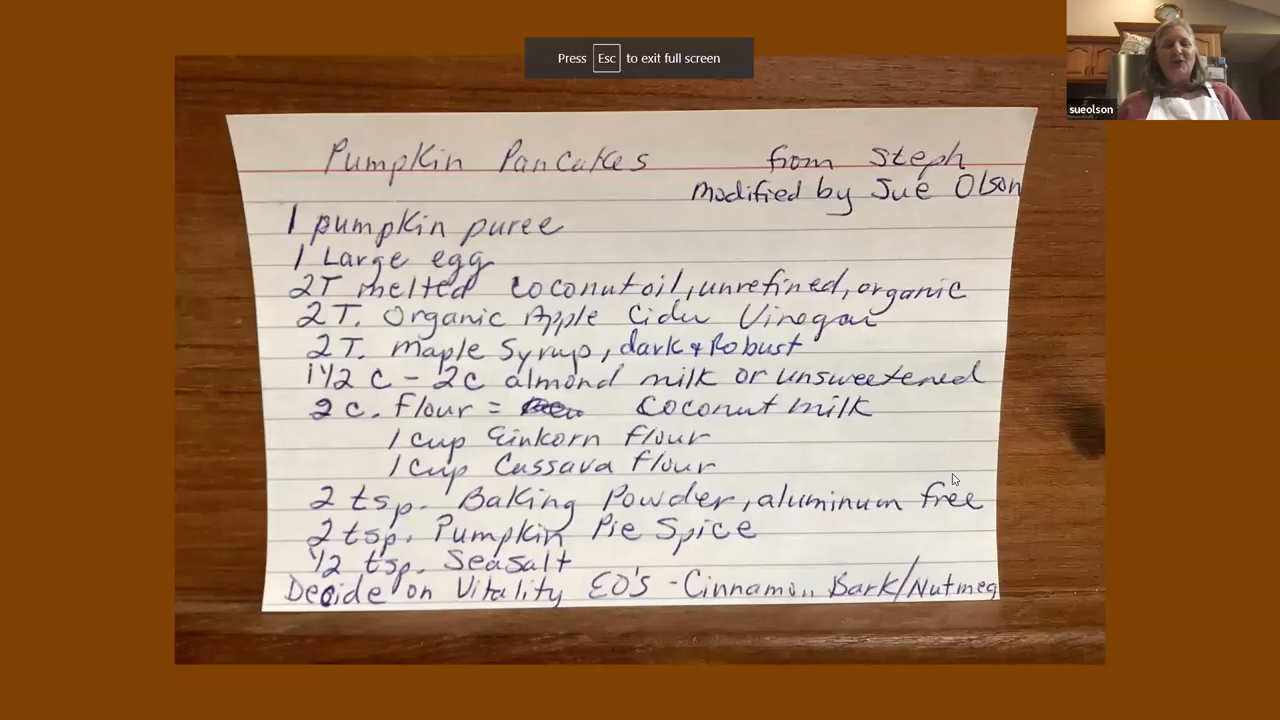 Press Esc to exit full screen
sueolson
Pumpkin Pancakes from Steph
modified by Sue Olson
1 pumpkin puree
1 Large egg
2T melted coconut oil, unrefined, organic
2T. Organic Apple Cider Vinegar
2T. maple Syrup, dark & Robust
1 1/2 c - 2c almond milk or unsweetened
2 c. Flour = coconut milk
1 cup Einkorn flour
1 cup Cassava flour
2 tsp. Baking Powder, aluminum free
2 tsp. Pumpkin Pie Spice
1/2 tsp. Seasalt
Decide on Vitality EO's - Cinnamon Bark/Nutmeg